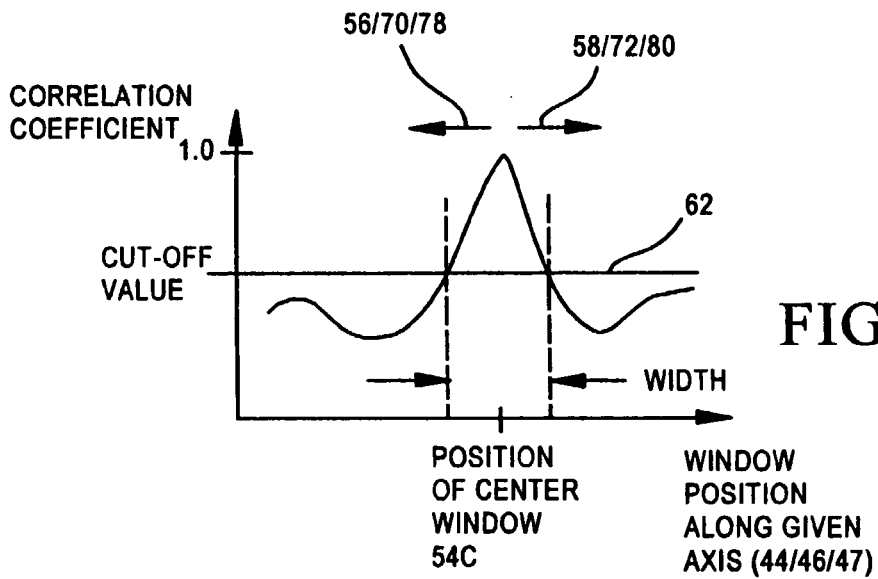 56/70/78
58/72/80
CORRELATION
COEFFICIENT
1.0
62
CUT-OFF
VALUE
FIG
WIDTH
POSITION
OF CENTER
WINDOW
54C
WINDOW
POSITION
ALONG GIVEN
AXIS (44/46/47)